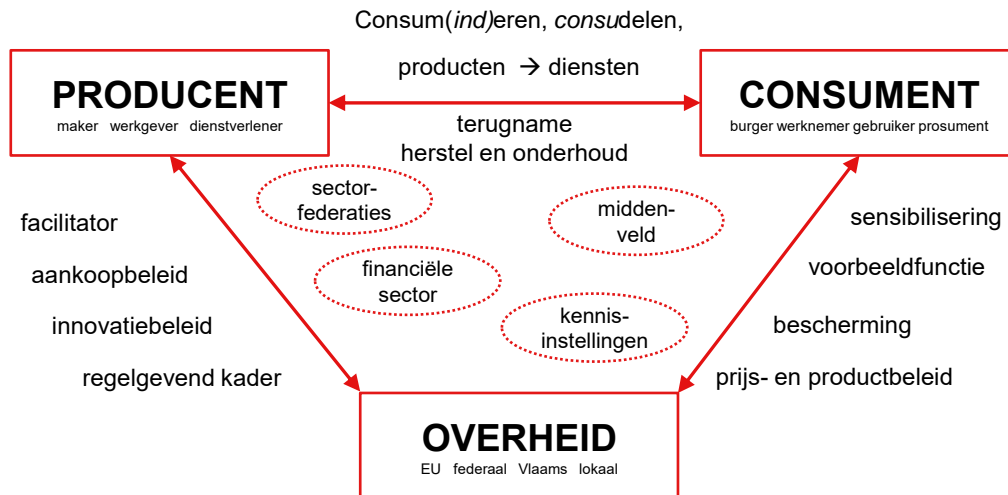 Consum(ind)eren, consudelen,
producten → diensten
PRODUCENT
maker werkgever dienstverlener
CONSUMENT
burger werknemer gebruiker prosument
terugname
herstel en onderhoud
sector-
federaties
midden-
veld
financiële
sector
kennis-
instellingen
facilitator
aankoopbeleid
innovatiebeleid
regelgevend kader
sensibilisering
voorbeeldfunctie
bescherming
prijs- en productbeleid
OVERHEID
EU federaal Vlaams lokaal